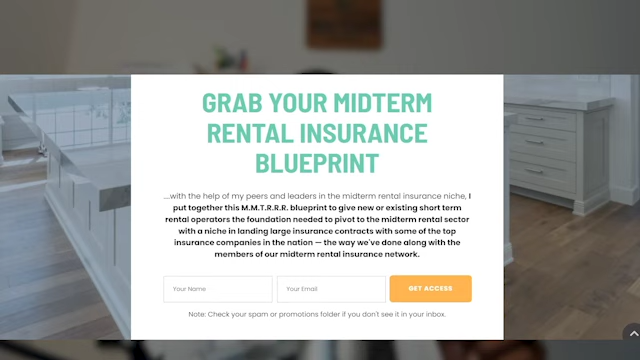 GRAB YOUR MIDTERM
RENTAL INSURANCE
BLUEPRINT
...with the help of my peers and leaders in the midterm rental insurance niche, I
put together this M.M.T.R.R.R. blueprint to give new or existing short term
rental operators the foundation needed to pivot to the midterm rental sector
with a niche in landing large insurance contracts with some of the top
insurance companies in the nation — the way we've done along with the
members of our midterm rental insurance network.
Your Name
Your Email
GET ACCESS
Note: Check your spam or promotions folder if you don't see it in your inbox.